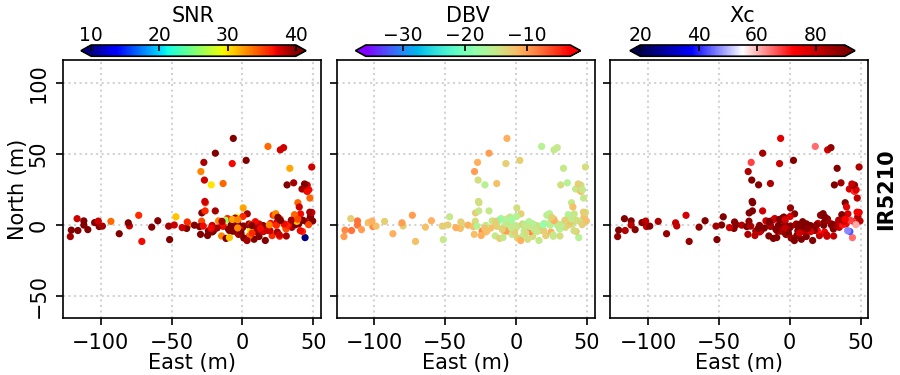 SNR DBV Xc
10 20 30 40 −30 −20 −10 20 40 60 80
100
50
0
−50
North (m)
IR5210
−100 −50 0 50 −100 −50 0 50 −100 −50 0 50
East (m) East (m) East (m)